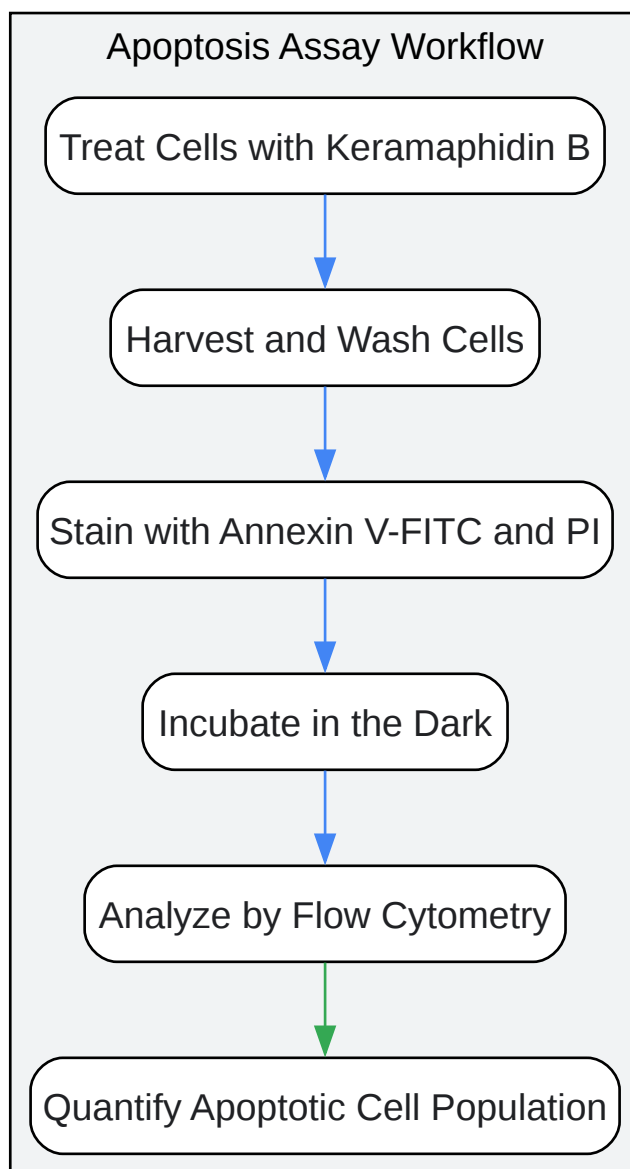 Apoptosis Assay Workflow
Treat Cells with Keramaphidin B
Harvest and Wash Cells
Stain with Annexin V-FITC and PI
Incubate in the Dark
Analyze by Flow Cytometry
Quantify Apoptotic Cell Population